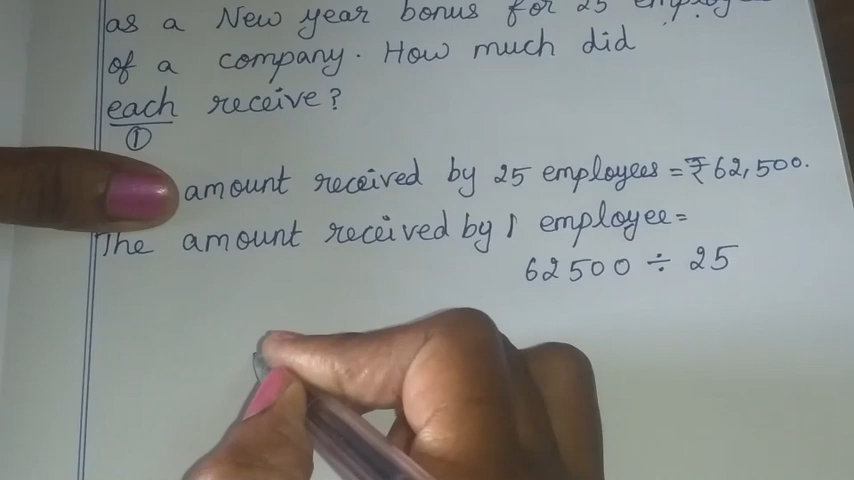 as a New year bonus for 25
of a company. How much did
each receive?
1
amount received by 25 employees = ₹62,500.
The amount received by 1 employee =
62500 ÷ 25